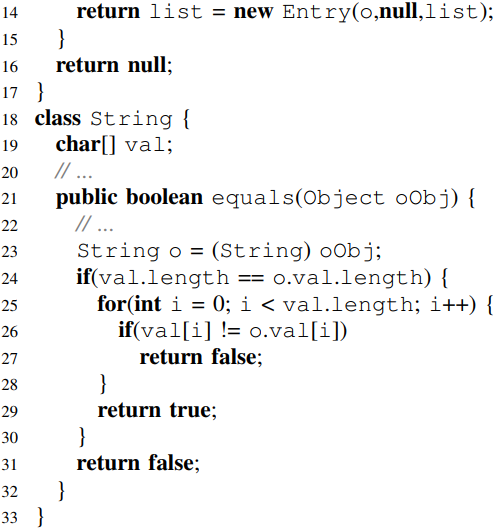 14 return list = new Entry(o,null,list);
15 }
16 return null;
17 }
18 class String {
19 char[] val;
20 // ...
21 public boolean equals(Object oObj) {
22 // ...
23 String o = (String) oObj;
24 if(val.length == o.val.length) {
25 for(int i = 0; i < val.length; i++) {
26 if(val[i] != o.val[i])
27 return false;
28 }
29 return true;
30 }
31 return false;
32 }
33 }